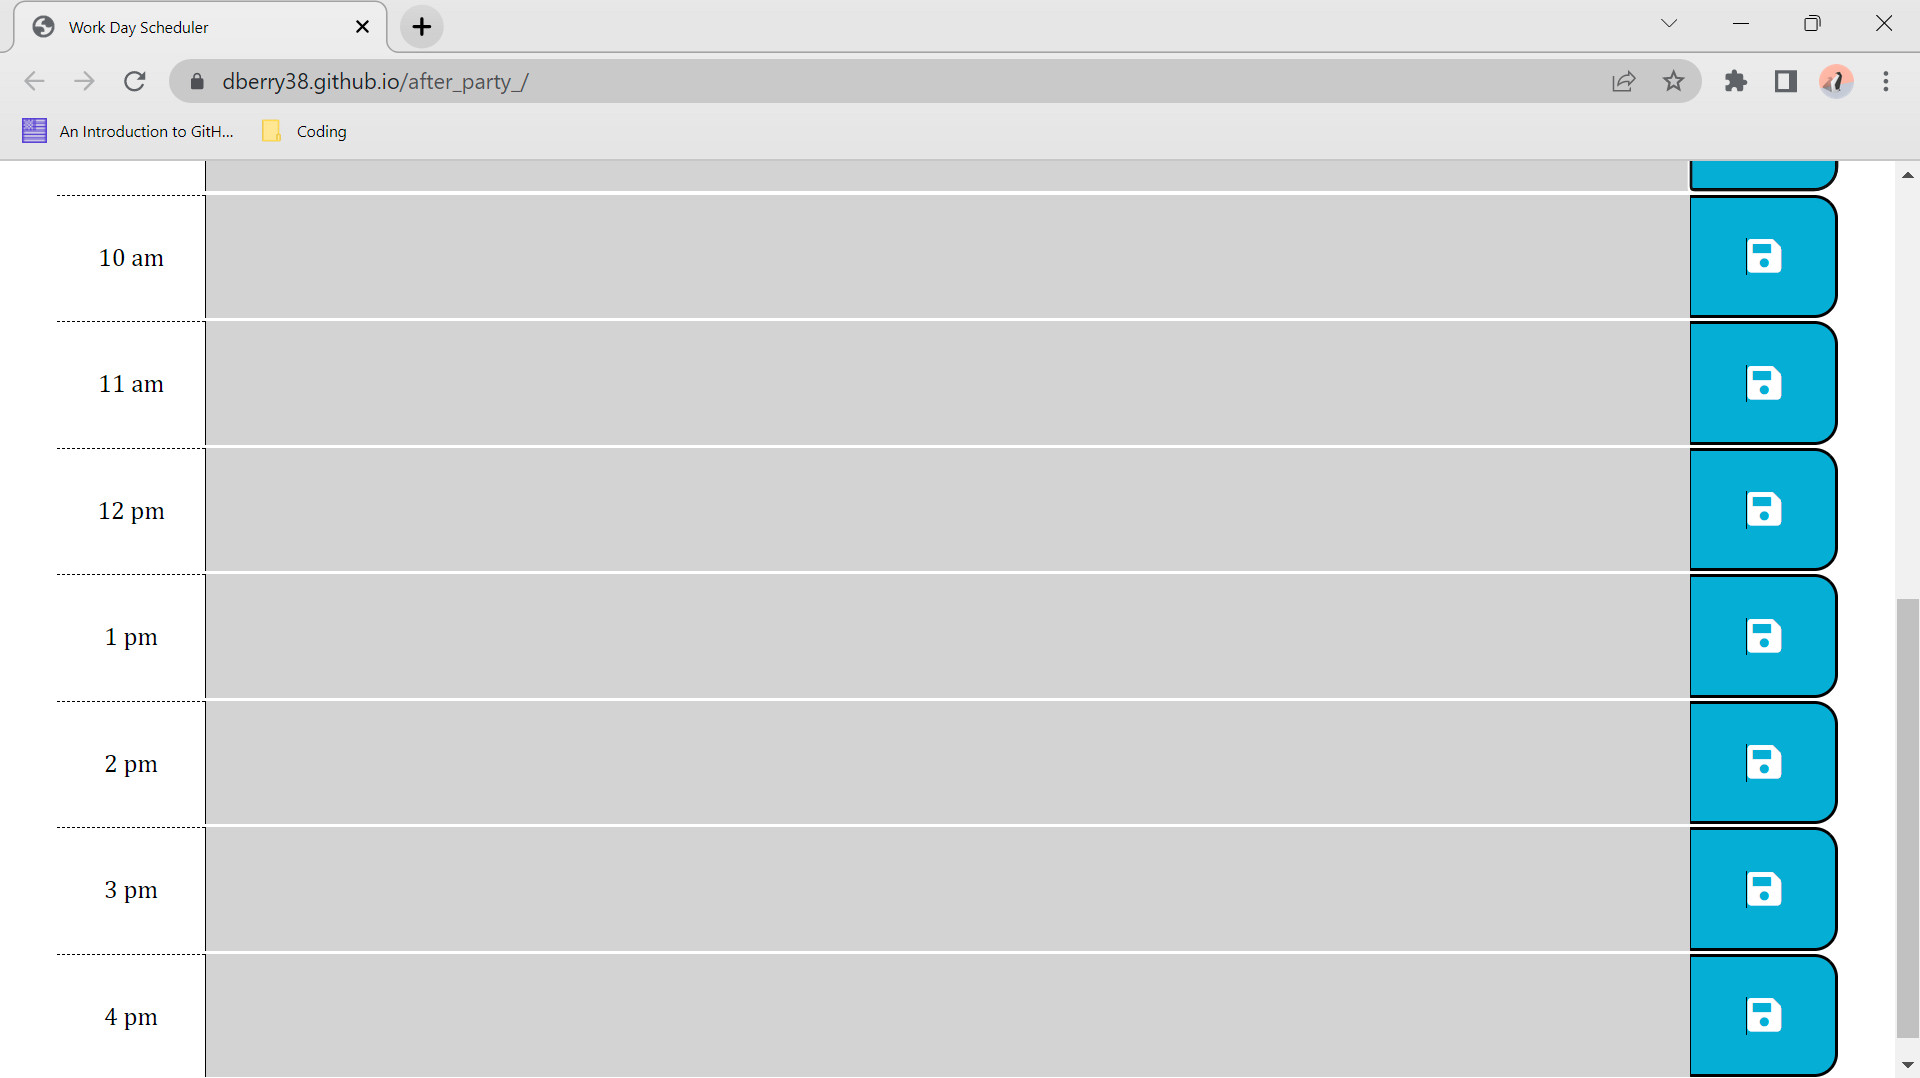 Work Day Scheduler
dberry38.github.io/after_party_/
An Introduction to GitH...
Coding
10 am
11 am
12 pm
1 pm
2 pm
3 pm
4 pm